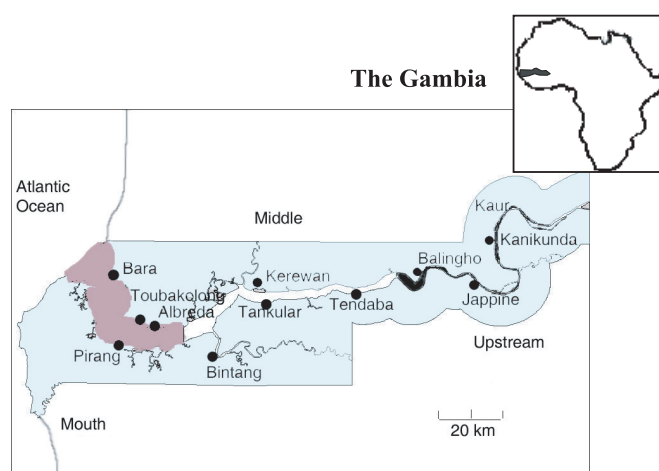 The Gambia
Atlantic
Ocean
Middle
Kaur
Kanikunda
Balingho
Bara
Kerewan
Toubakolong
Albreda
Tankular
Tendaba
Jappine
Pirang
Bintang
Upstream
Mouth
20 km